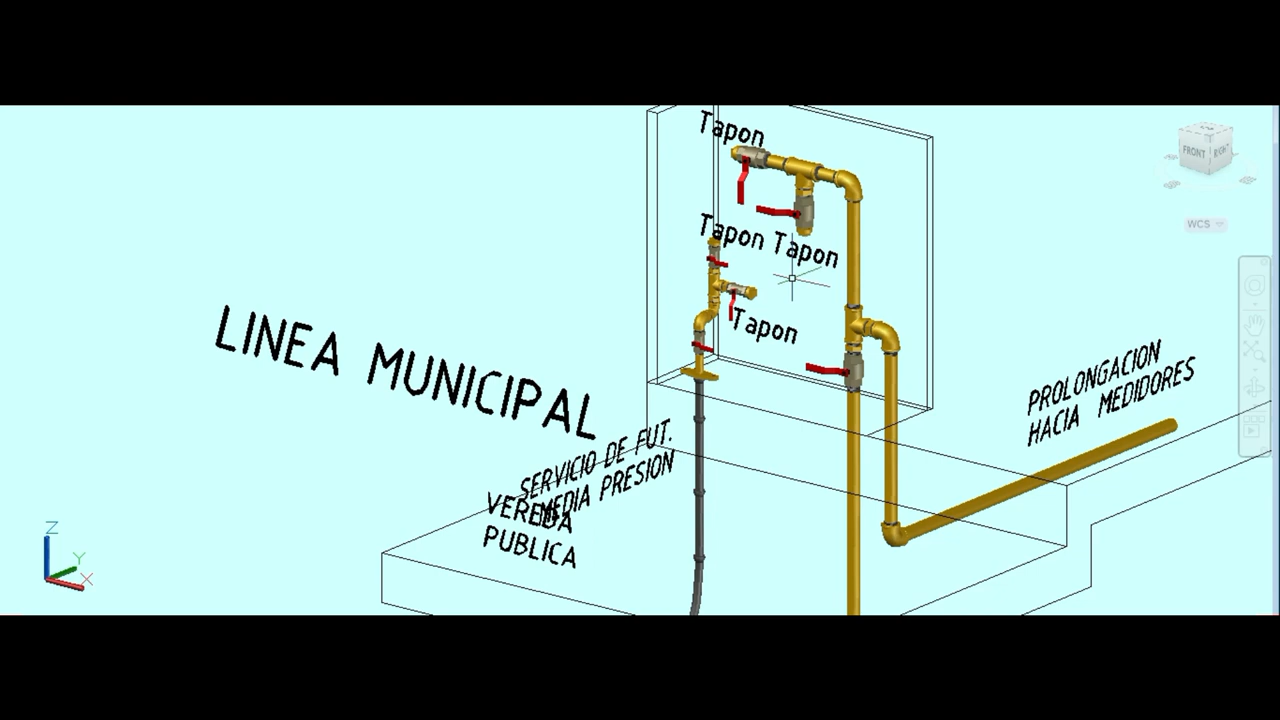 Tapon
FRONT
RIGHT
WCS
Tapon Tapon
Tapon
LINEA MUNICIPAL
PROLONGACION
HACIA MEDIDORES
SERVICIO DE FUT.
MEDIA PRESION
VEREDA
PUBLICA
Z
Y
X